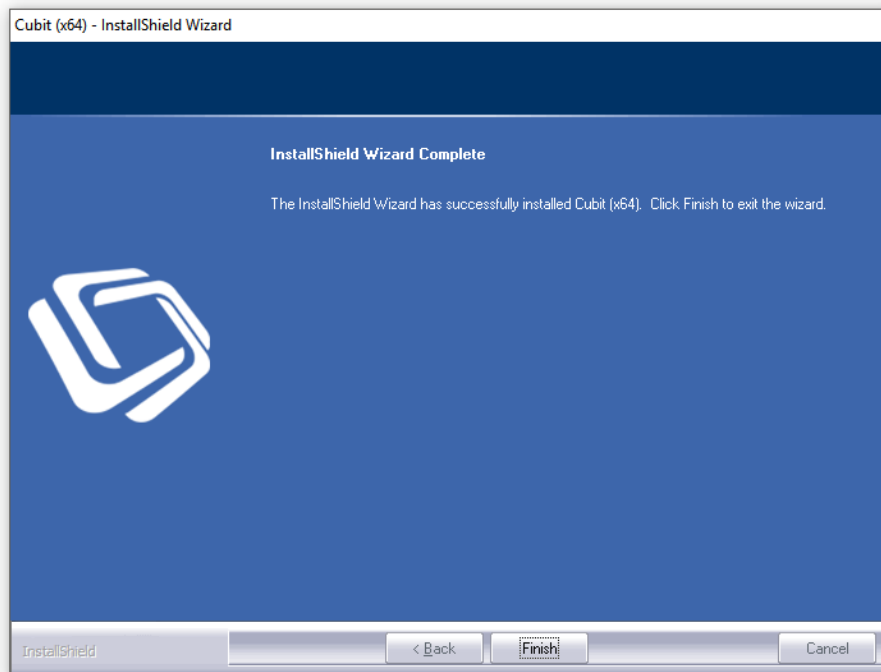 Cubit (x64) - InstallShield Wizard
InstallShield Wizard Complete
The InstallShield Wizard has successfully installed Cubit (x64).  Click Finish to exit the wizard.
InstallShield
< Back
Finish
Cancel